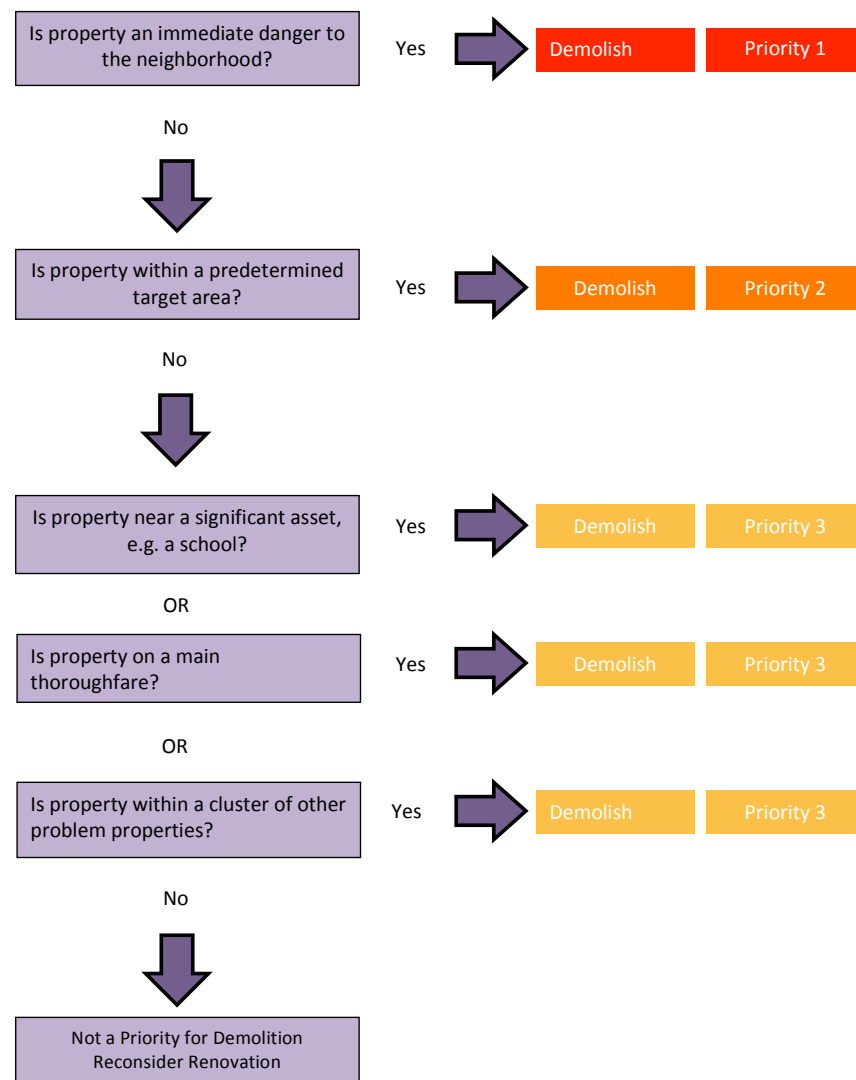 Is property an immediate danger to
the neighborhood?
Yes
Demolish
Priority 1
No
Is property within a predetermined
target area?
Yes
Demolish
Priority 2
No
Is property near a significant asset,
e.g. a school?
Yes
Demolish
Priority 3
OR
Is property on a main
thoroughfare?
Yes
Demolish
Priority 3
OR
Is property within a cluster of other
problem properties?
Yes
Demolish
Priority 3
No
Not a Priority for Demolition
Reconsider Renovation